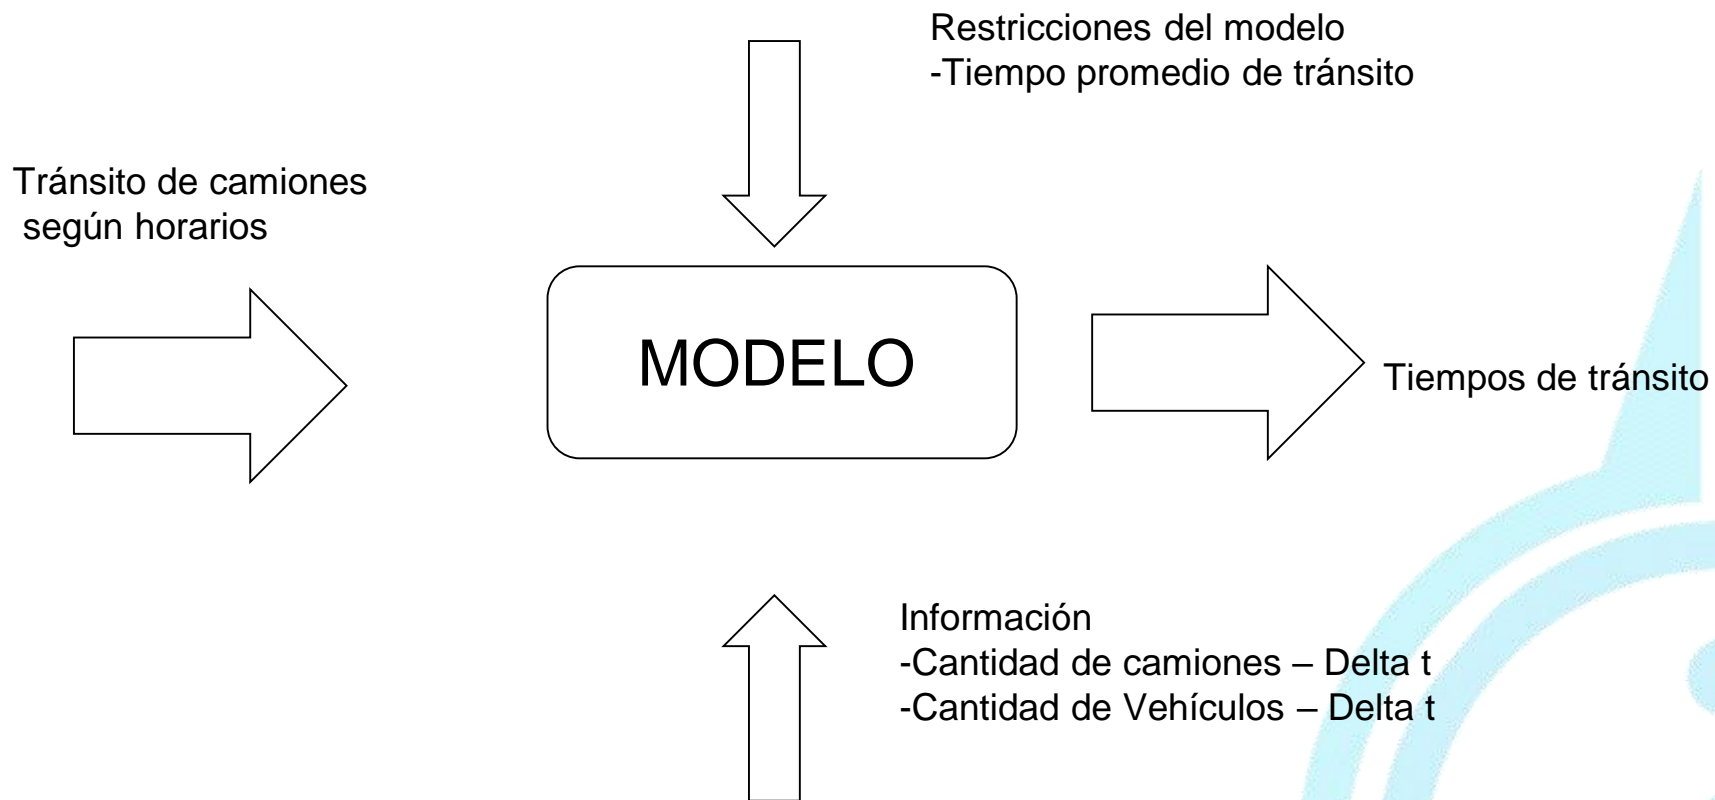 Restricciones del modelo
-Tiempo promedio de tránsito
Tránsito de camiones
según horarios
MODELO
Tiempos de tránsito
Información
-Cantidad de camiones – Delta t
-Cantidad de Vehículos – Delta t